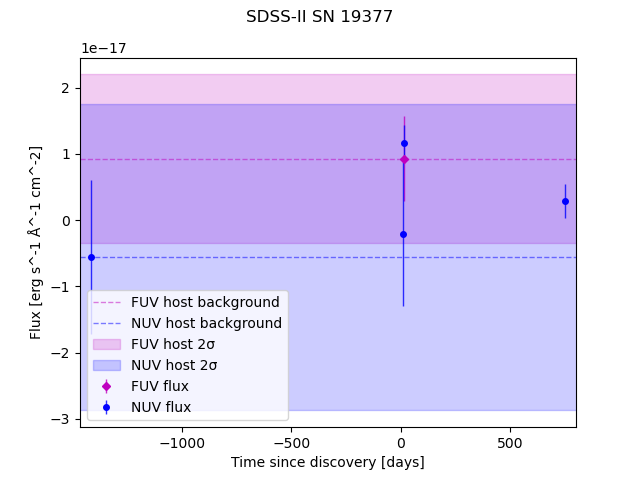 SDSS-II SN 19377
1e−17
2
1
0
−1
−2
−3
Flux [erg s^-1 Å^-1 cm^-2]
FUV host background
NUV host background
FUV host 2σ
NUV host 2σ
FUV flux
NUV flux
−1000
−500
0
500
Time since discovery [days]